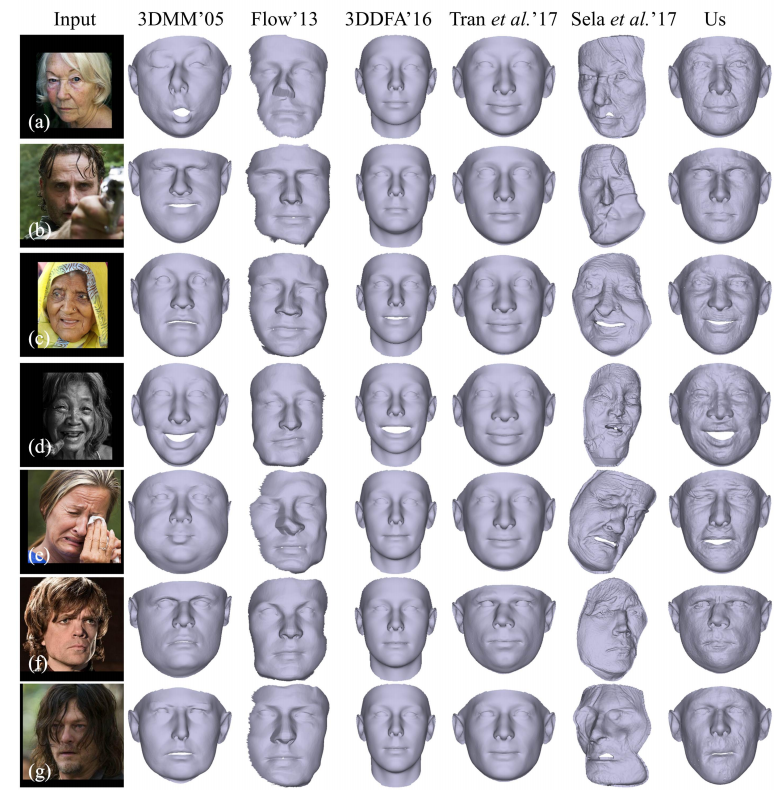 Input 3DMM'05 Flow'13 3DDFA'16 Tran et al.'17 Sela et al.'17 Us
(a)
(b)
(c)
(d)
(e)
(f)
(g)